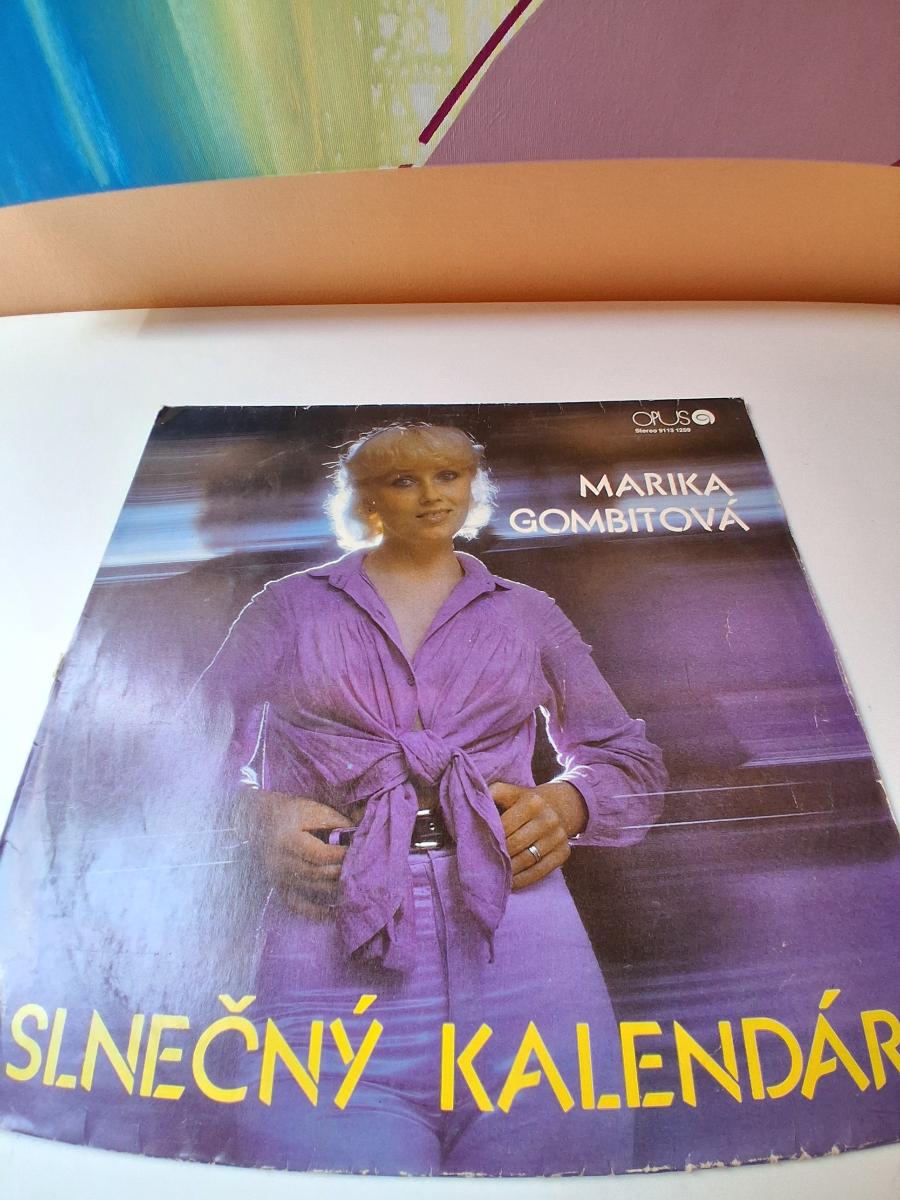 OPUS
Stereo 9113 1259
MARIKA
GOMBITOVÁ
SLNEČNÝ KALENDÁR